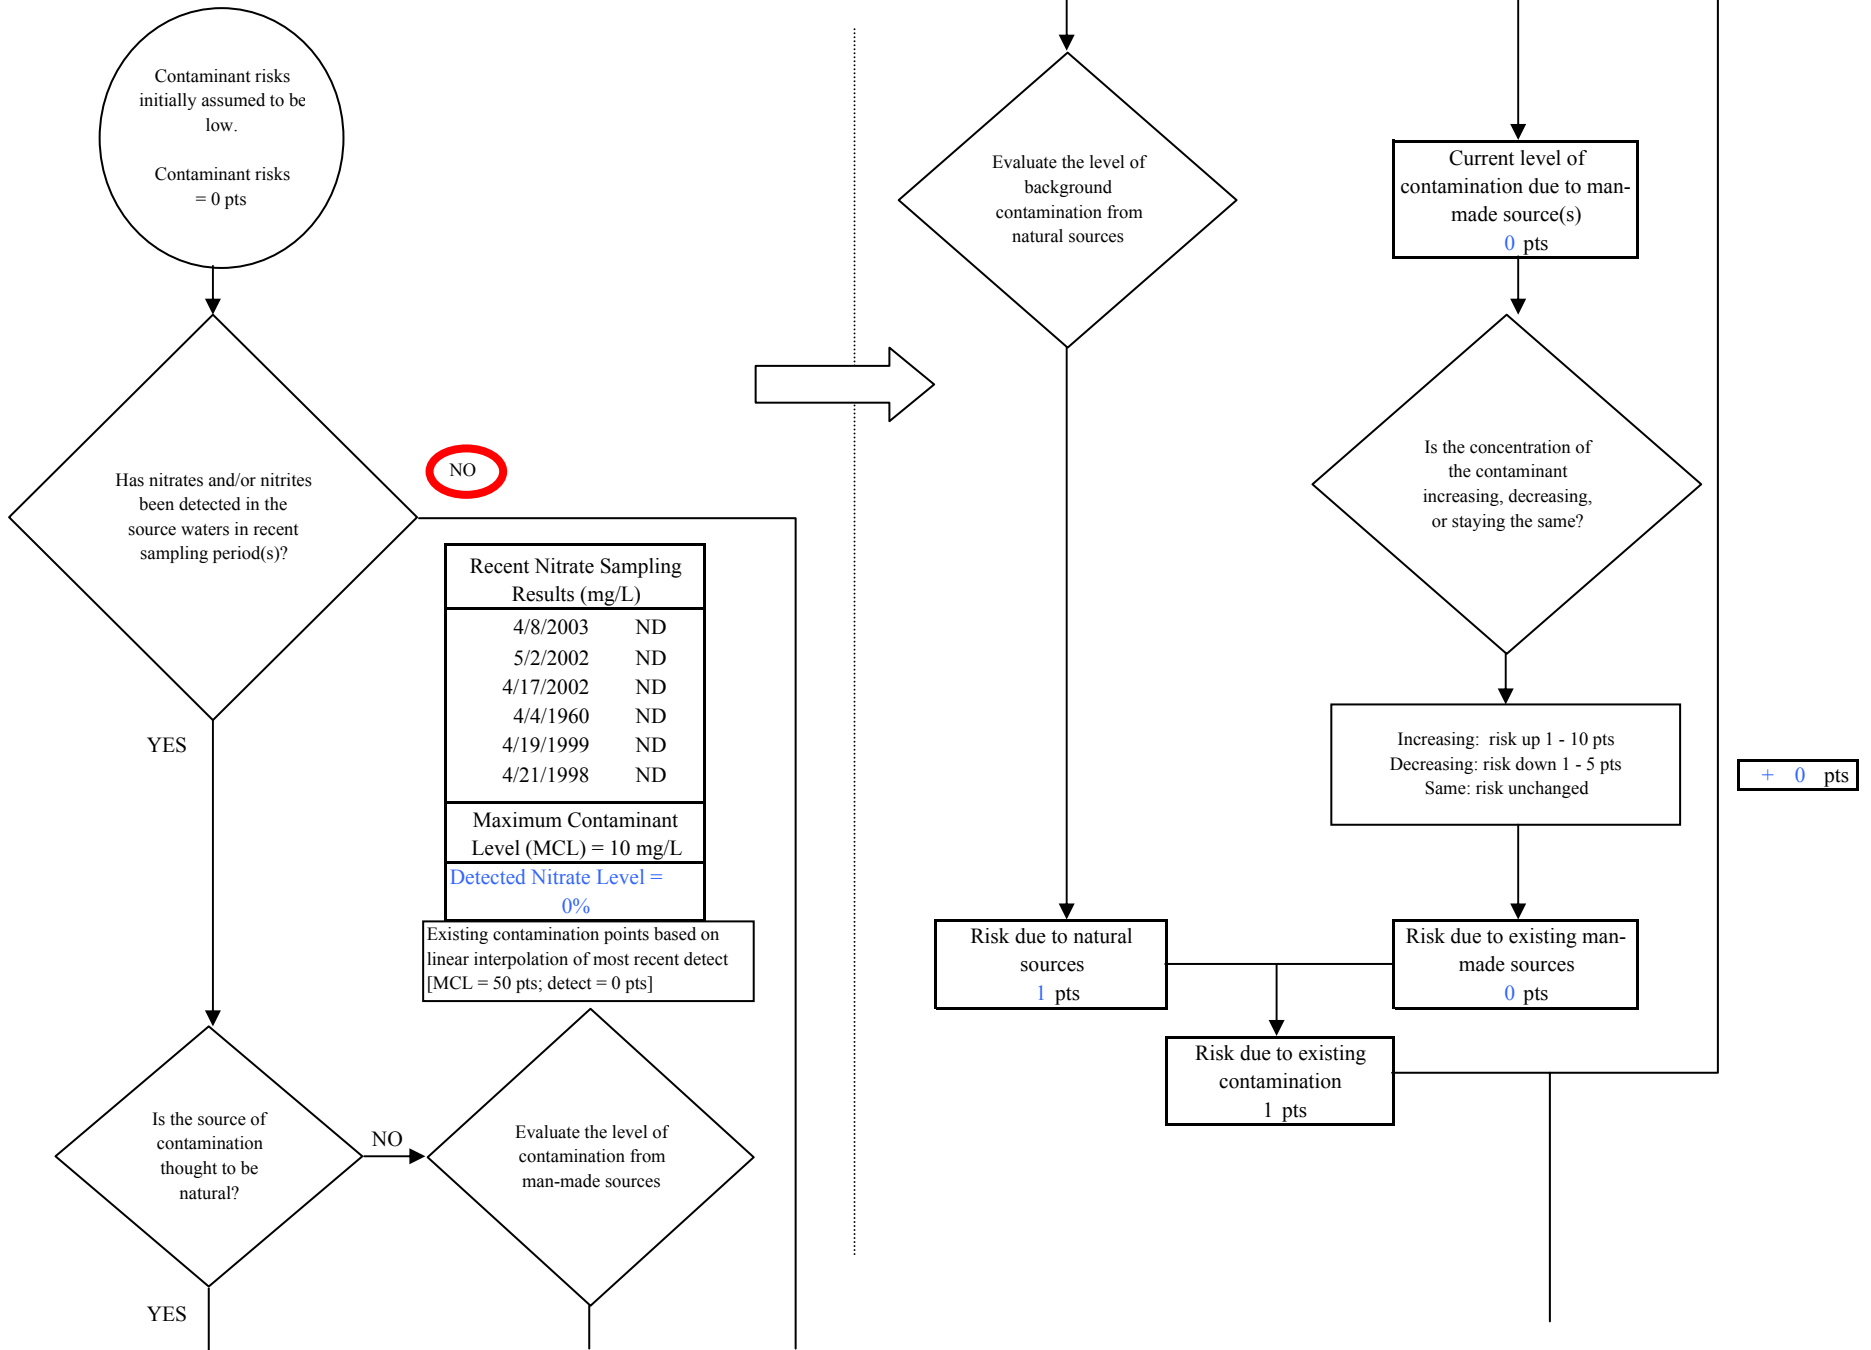 Contaminant risks
initially assumed to be
low.
Contaminant risks
= 0 pts
Has nitrates and/or nitrites
been detected in the
source waters in recent
sampling period(s)?
NO
YES
Recent Nitrate Sampling
Results (mg/L)
4/8/2003 ND
5/2/2002 ND
4/17/2002 ND
4/4/1960 ND
4/19/1999 ND
4/21/1998 ND
Maximum Contaminant
Level (MCL) = 10 mg/L
Detected Nitrate Level =
0%
Existing contamination points based on
linear interpolation of most recent detect
[MCL = 50 pts; detect = 0 pts]
Is the source of
contamination
thought to be
natural?
NO
YES
Evaluate the level of
contamination from
man-made sources
Evaluate the level of
background
contamination from
natural sources
Current level of
contamination due to man-
made source(s)
0 pts
Is the concentration of
the contaminant
increasing, decreasing,
or staying the same?
Increasing: risk up 1 - 10 pts
Decreasing: risk down 1 - 5 pts
Same: risk unchanged
+ 0 pts
Risk due to natural
sources
1 pts
Risk due to existing man-
made sources
0 pts
Risk due to existing
contamination
1 pts